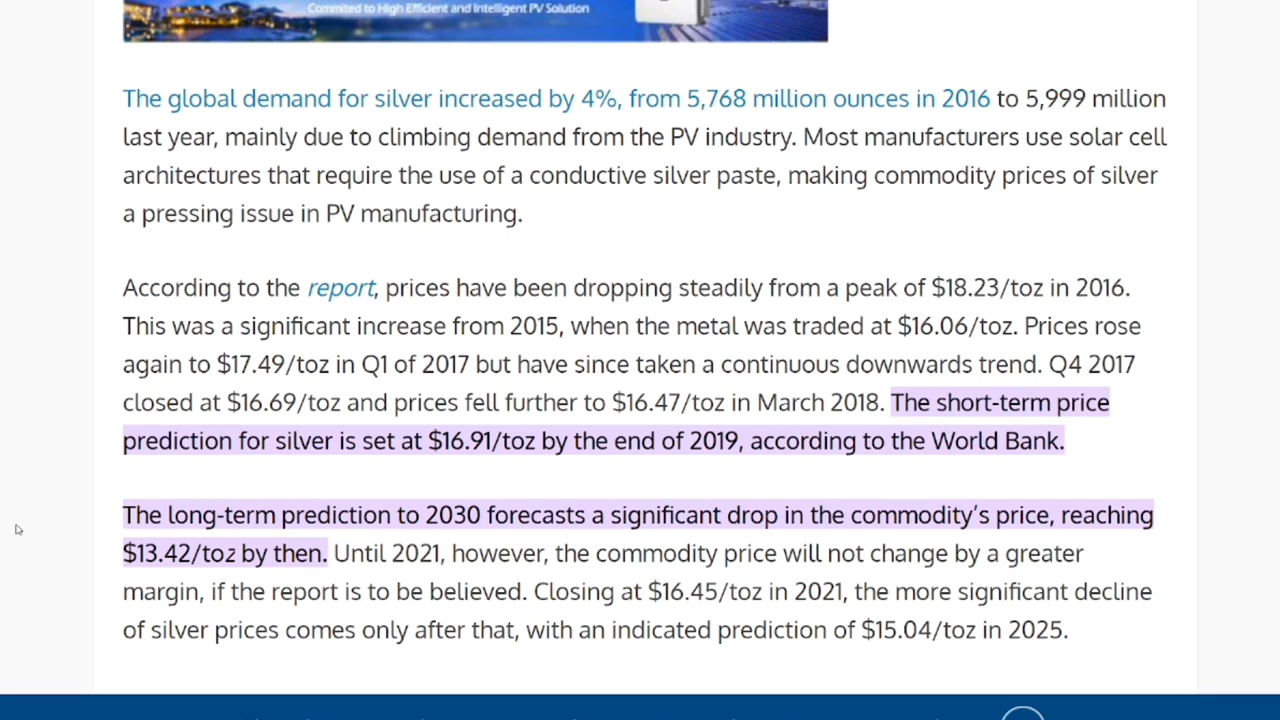 Commited to High Efficient and Intelligent PV Solution
The global demand for silver increased by 4%, from 5,768 million ounces in 2016 to 5,999 million
last year, mainly due to climbing demand from the PV industry. Most manufacturers use solar cell
architectures that require the use of a conductive silver paste, making commodity prices of silver
a pressing issue in PV manufacturing.
According to the report, prices have been dropping steadily from a peak of $18.23/toz in 2016.
This was a significant increase from 2015, when the metal was traded at $16.06/toz. Prices rose
again to $17.49/toz in Q1 of 2017 but have since taken a continuous downwards trend. Q4 2017
closed at $16.69/toz and prices fell further to $16.47/toz in March 2018. The short-term price
prediction for silver is set at $16.91/toz by the end of 2019, according to the World Bank.
The long-term prediction to 2030 forecasts a significant drop in the commodity's price, reaching
$13.42/toz by then. Until 2021, however, the commodity price will not change by a greater
margin, if the report is to be believed. Closing at $16.45/toz in 2021, the more significant decline
of silver prices comes only after that, with an indicated prediction of $15.04/toz in 2025.